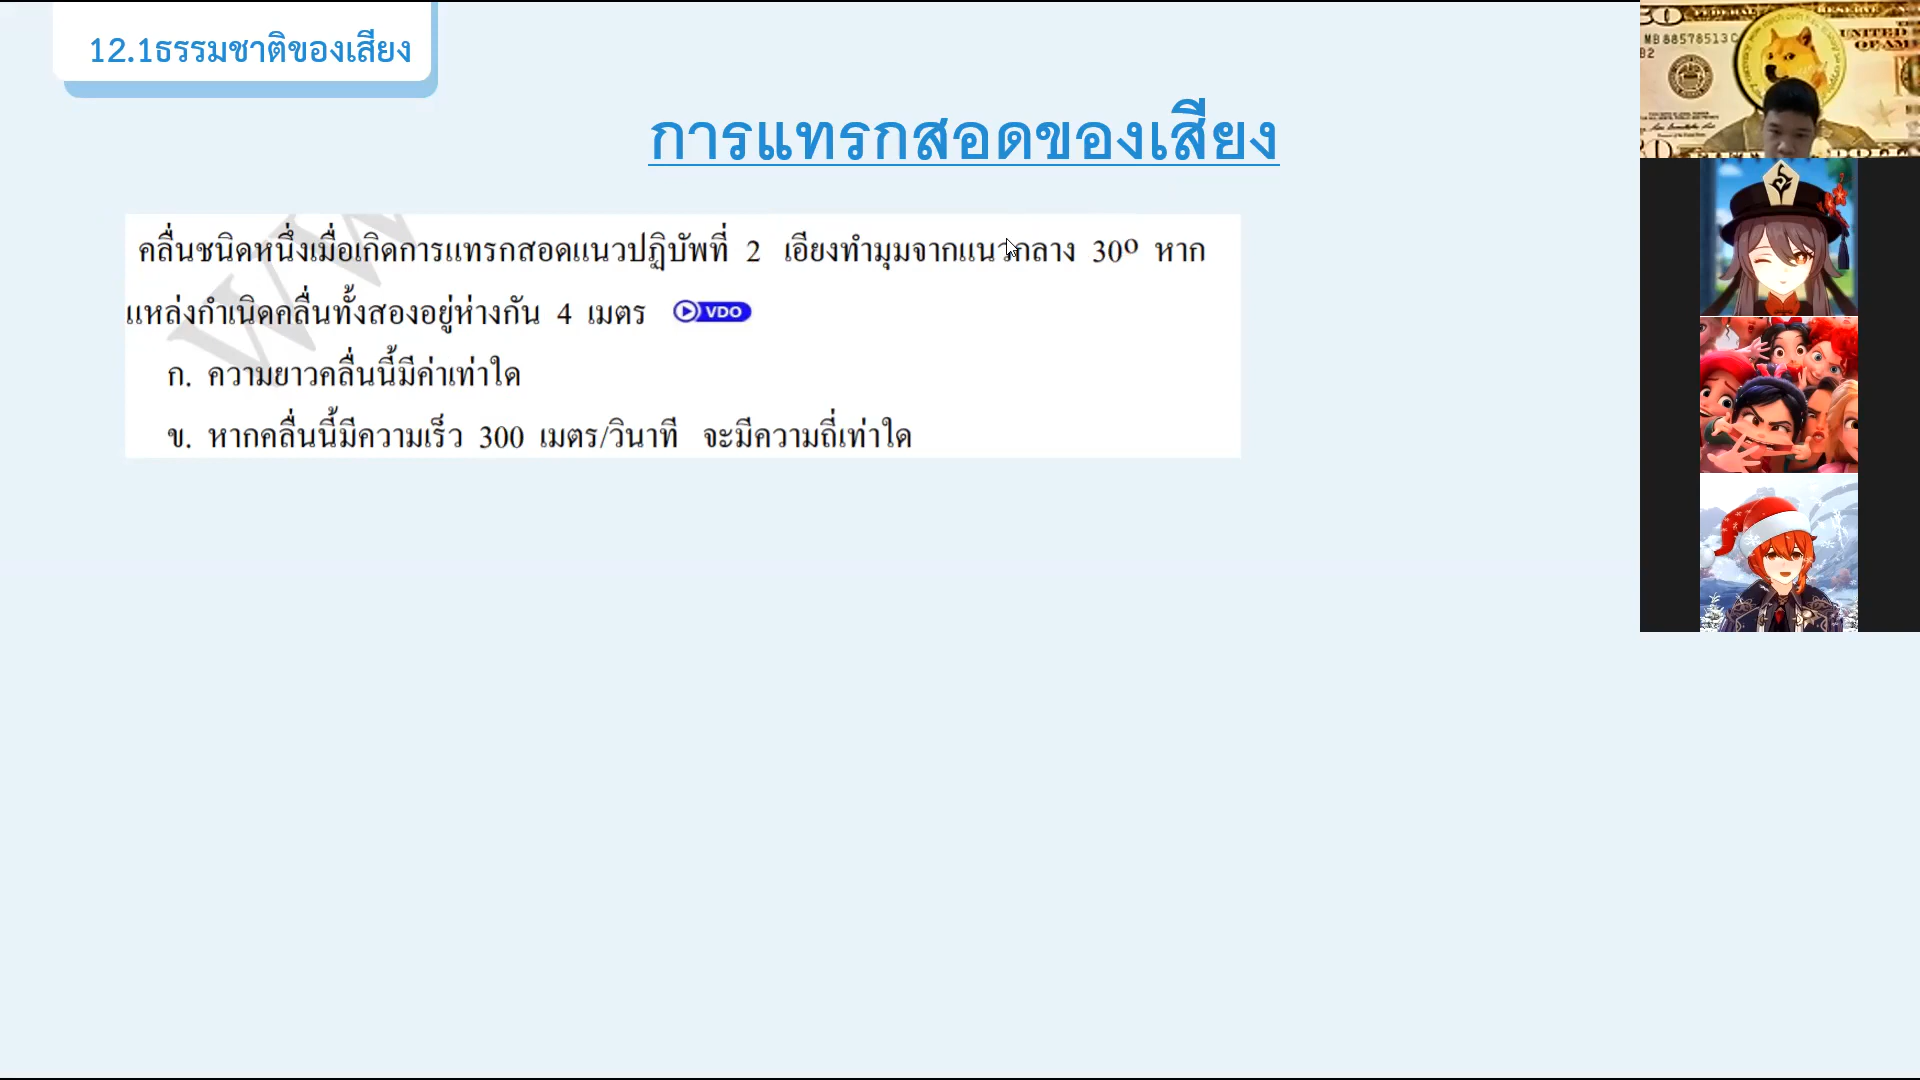 12.1ธรรมชาติของเสียง
การแทรกสอดของเสียง
คลื่นชนิดหนึ่งเมื่อเกิดการแทรกสอดแนวปฏิบัพที่ 2 เอียงทำมุมจากแนวกลาง 30º หาก
แหล่งกำเนิดคลื่นทั้งสองอยู่ห่างกัน 4 เมตร VDO
ก. ความยาวคลื่นนี้มีค่าเท่าใด
ข. หากคลื่นนี้มีความเร็ว 300 เมตร/วินาที จะมีความถี่เท่าใด
MB88578513C
UNITED